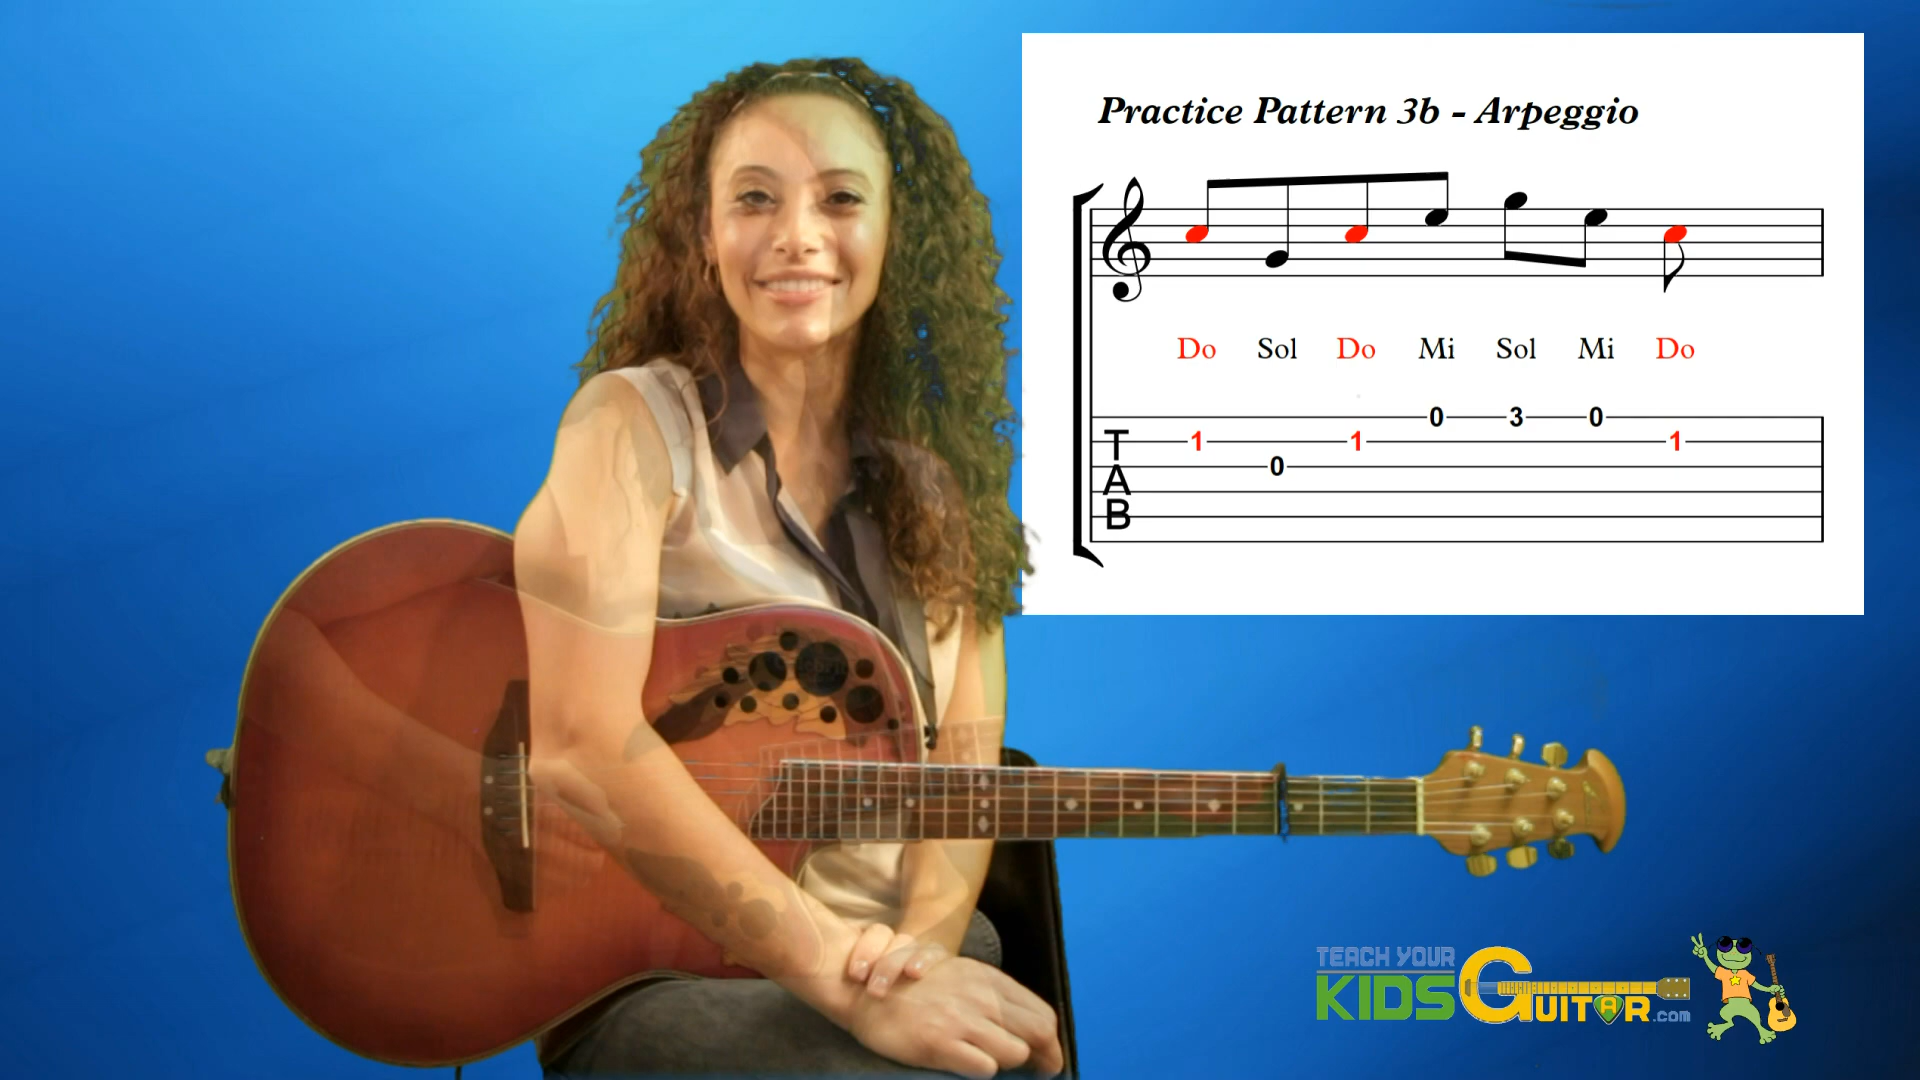 Practice Pattern 3b - Arpeggio
Do Sol Do Mi Sol Mi Do
0 3 0
1 1 1
0
T
A
B
TEACH YOUR
KIDS GUITAR.com